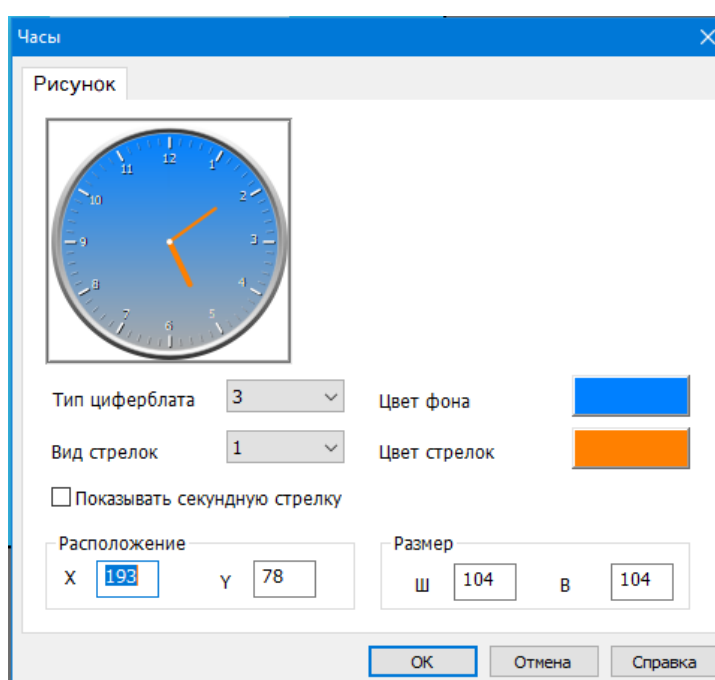 Часы
Рисунок
12
11 1
10 2
9 3
8 4
7 5
6
Тип циферблата 3 Цвет фона
Вид стрелок 1 Цвет стрелок
Показывать секундную стрелку
Расположение Размер
X 193 Y 78 Ш 104 В 104
OK Отмена Справка